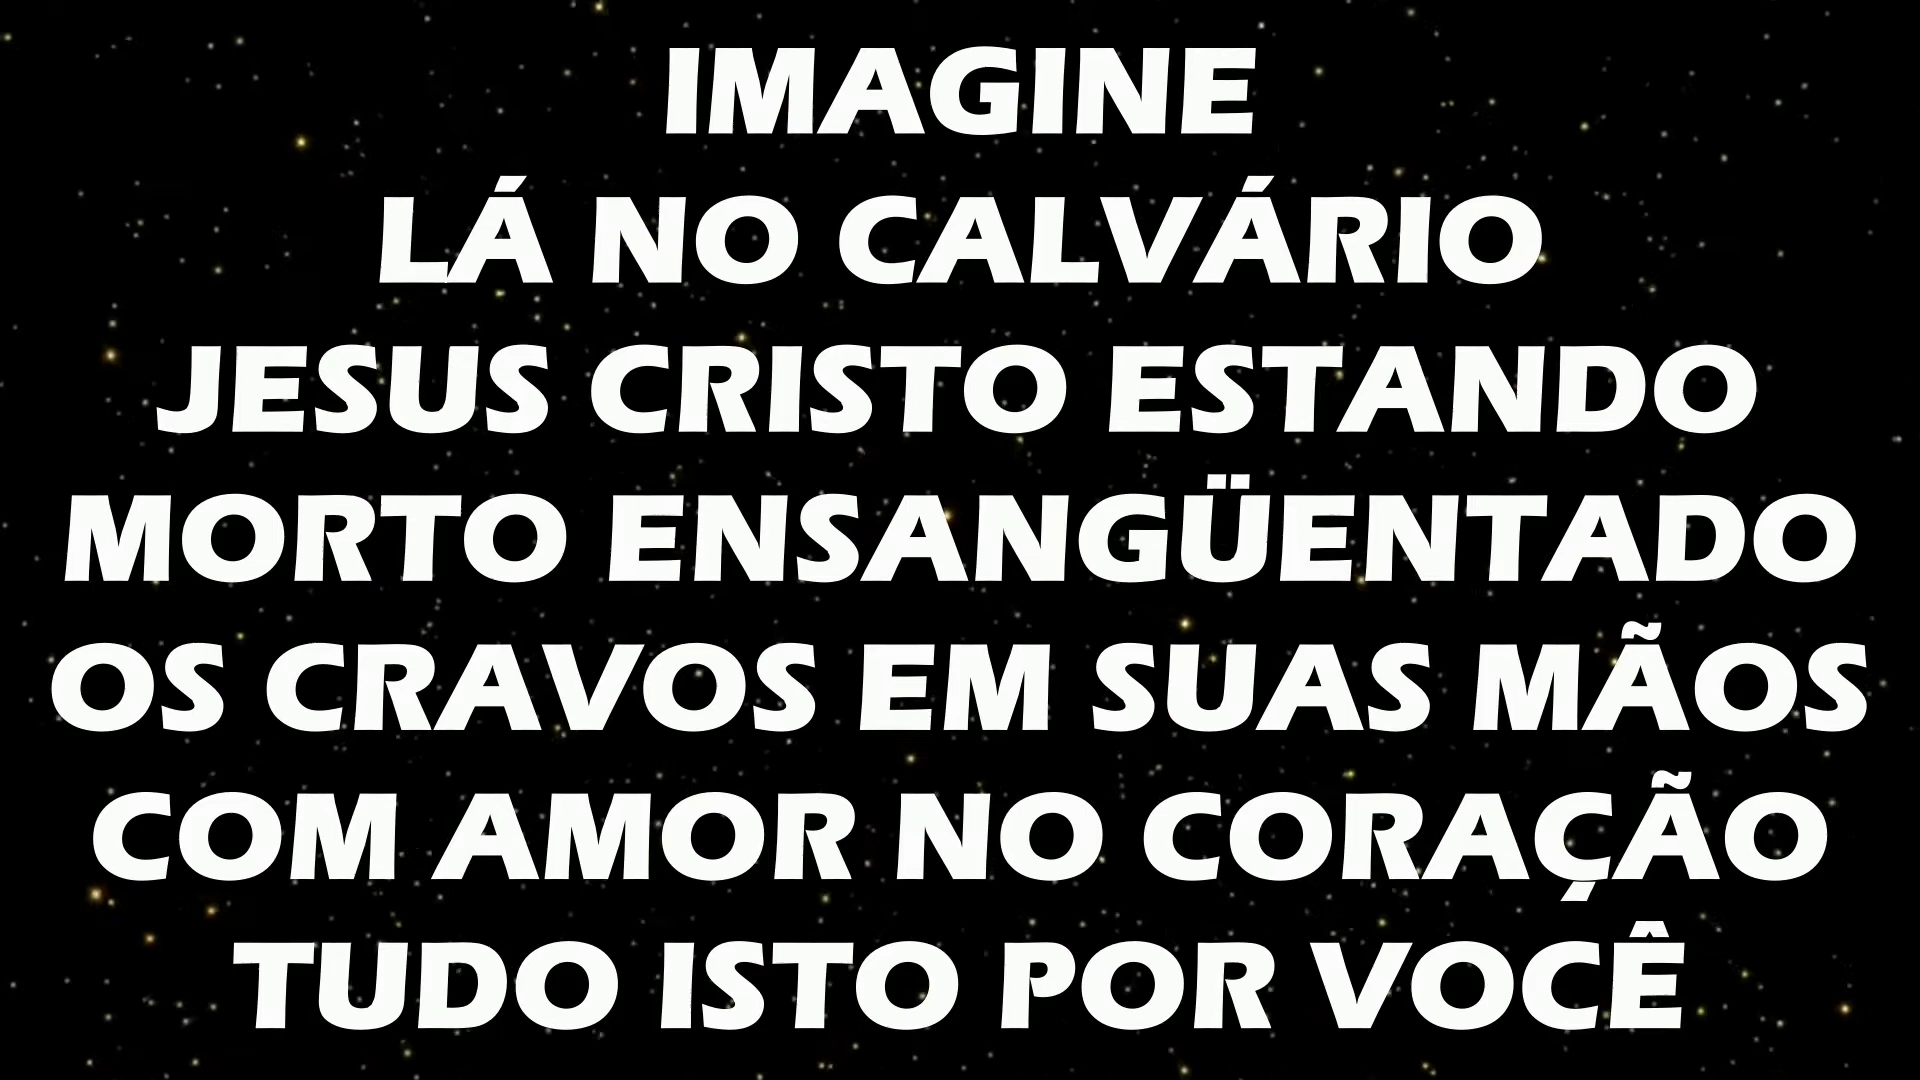 IMAGINE
LÁ NO CALVÁRIO
JESUS CRISTO ESTANDO
MORTO ENSANGÜENTADO
OS CRAVOS EM SUAS MÃOS
COM AMOR NO CORAÇÃO
TUDO ISTO POR VOCÊ